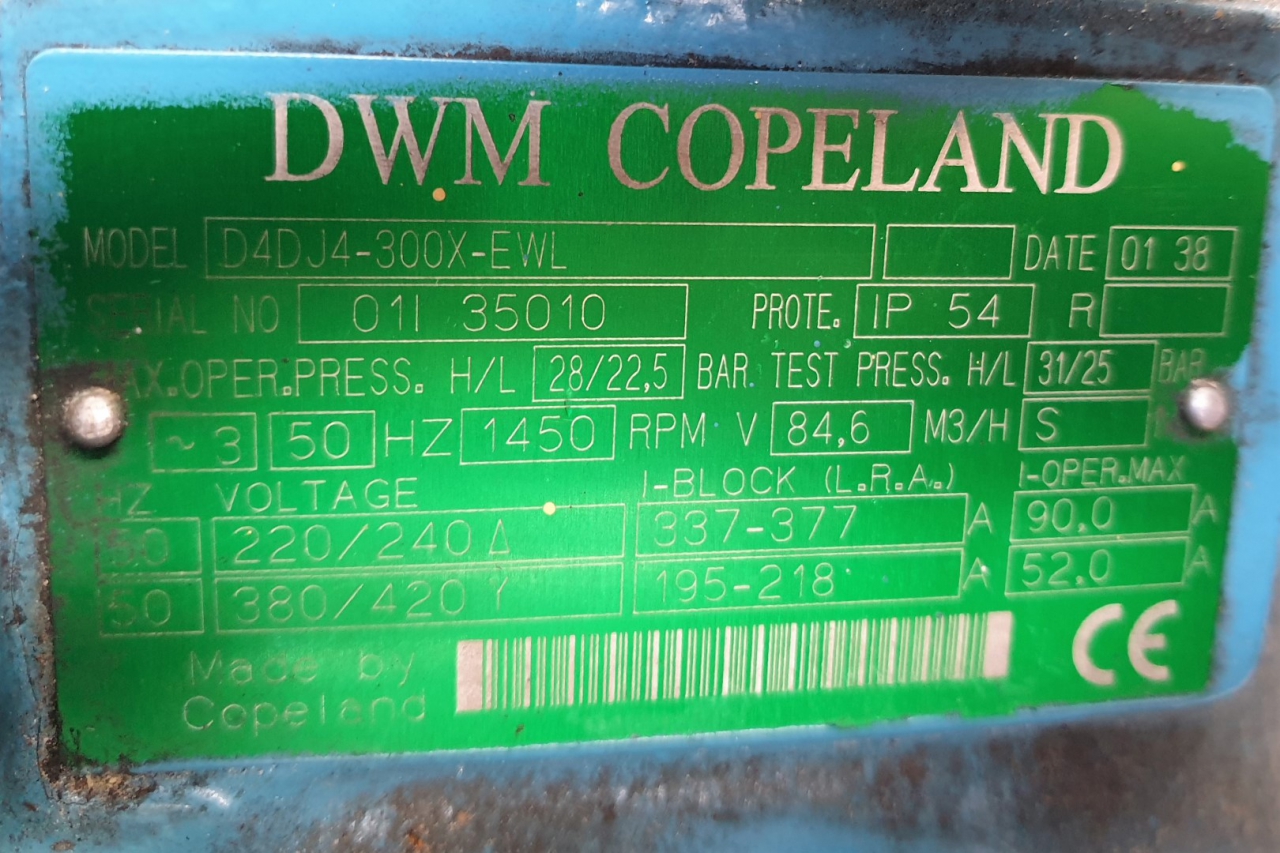 DWM COPELAND
MODEL D4DJ4-300X-EWL DATE 01 38
SERIAL NO 01I 35010 PROTE. IP 54 R
MAX.OPER.PRESS. H/L 28/22,5 BAR TEST PRESS. H/L 31/25 BAR
~3 50 HZ 1450 RPM V 84,6 M3/H S
HZ VOLTAGE I-BLOCK (L.R.A.) I-OPER.MAX
50 220/240 Δ 337-377 A 90.0 A
50 380/420 Y 195-218 A 52.0 A
Made by
Copeland
CE